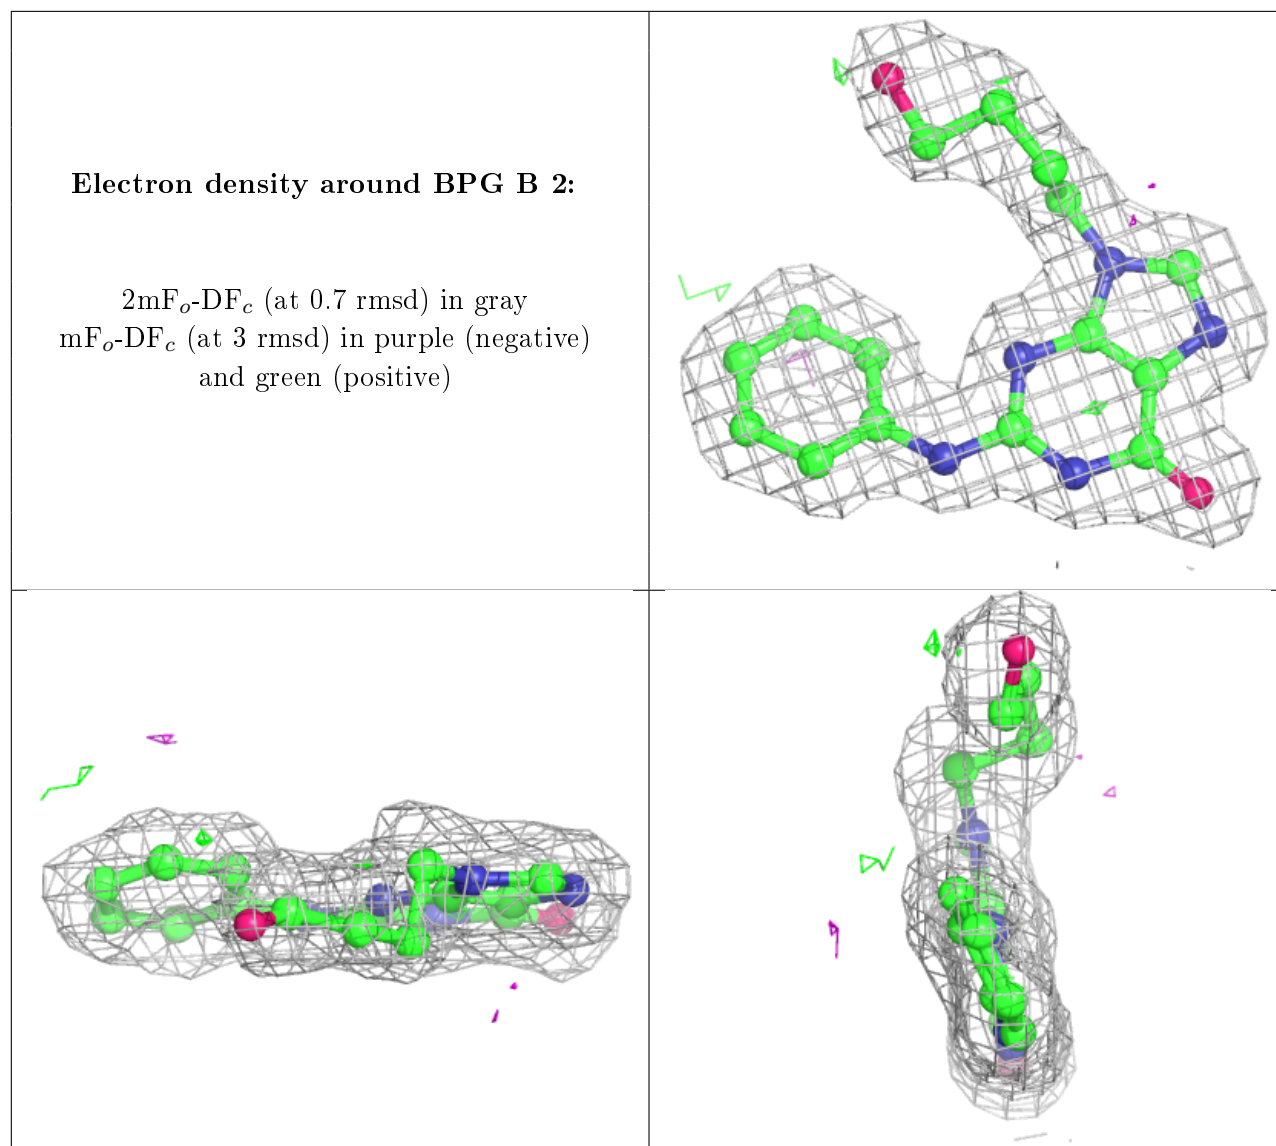 Electron density around BPG B 2:
2mFo-DFc (at 0.7 rmsd) in gray
mFo-DFc (at 3 rmsd) in purple (negative)
and green (positive)